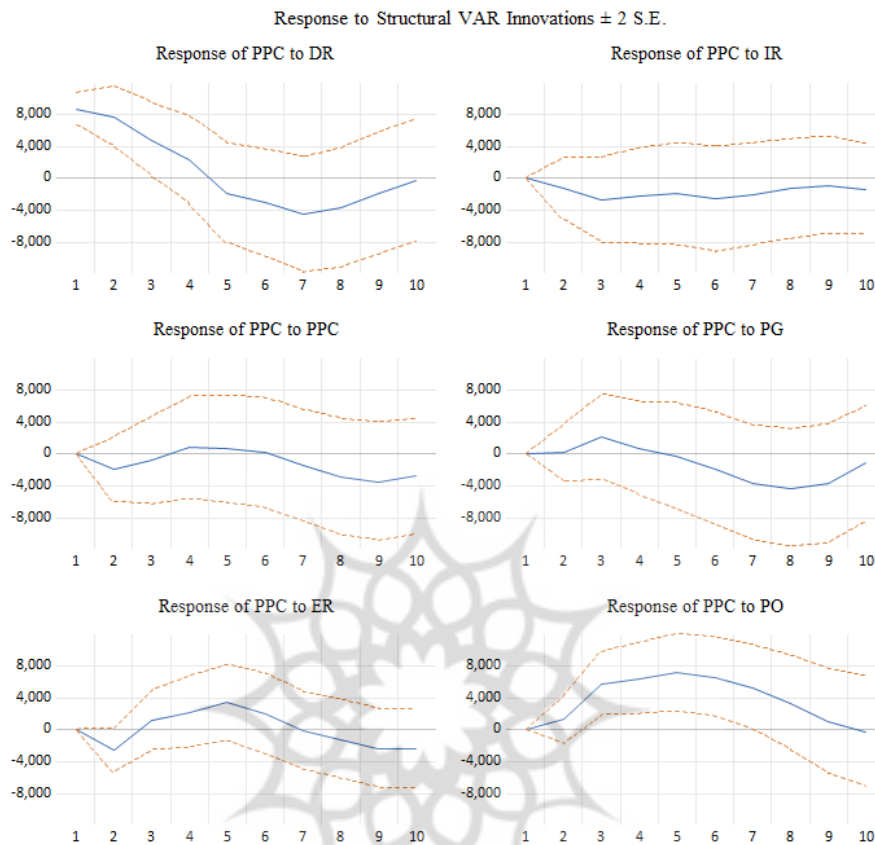 Response to Structural VAR Innovations ± 2 S.E.
Response of PPC to DR
8,000
4,000
0
-4,000
-8,000
1 2 3 4 5 6 7 8 9 10
Response of PPC to IR
8,000
4,000
0
-4,000
-8,000
1 2 3 4 5 6 7 8 9 10
Response of PPC to PPC
8,000
4,000
0
-4,000
-8,000
1 2 3 4 5 6 7 8 9 10
Response of PPC to PG
8,000
4,000
0
-4,000
-8,000
1 2 3 4 5 6 7 8 9 10
Response of PPC to ER
8,000
4,000
0
-4,000
-8,000
1 2 3 4 5 6 7 8 9 10
Response of PPC to PO
8,000
4,000
0
-4,000
-8,000
1 2 3 4 5 6 7 8 9 10